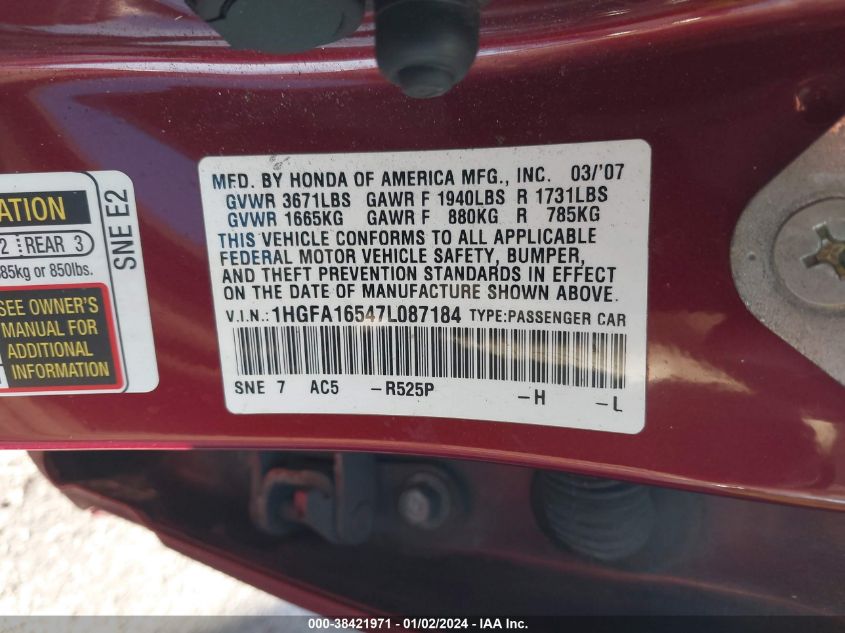 ATION
2 REAR 3
85kg or 850lbs.
SEE OWNER'S
MANUAL FOR
ADDITIONAL
INFORMATION
SNE E2
MFD. BY HONDA OF AMERICA MFG., INC. 03/'07
GVWR 3671LBS GAWR F 1940LBS R 1731LBS
GVWR 1665KG GAWR F 880KG R 785KG
THIS VEHICLE CONFORMS TO ALL APPLICABLE
FEDERAL MOTOR VEHICLE SAFETY, BUMPER,
AND THEFT PREVENTION STANDARDS IN EFFECT
ON THE DATE OF MANUFACTURE SHOWN ABOVE.
V.I.N.: 1HGFA16547L087184 TYPE:PASSENGER CAR
SNE 7 AC5 -R525P -H -L
000-38421971 - 01/02/2024 - IAA Inc.